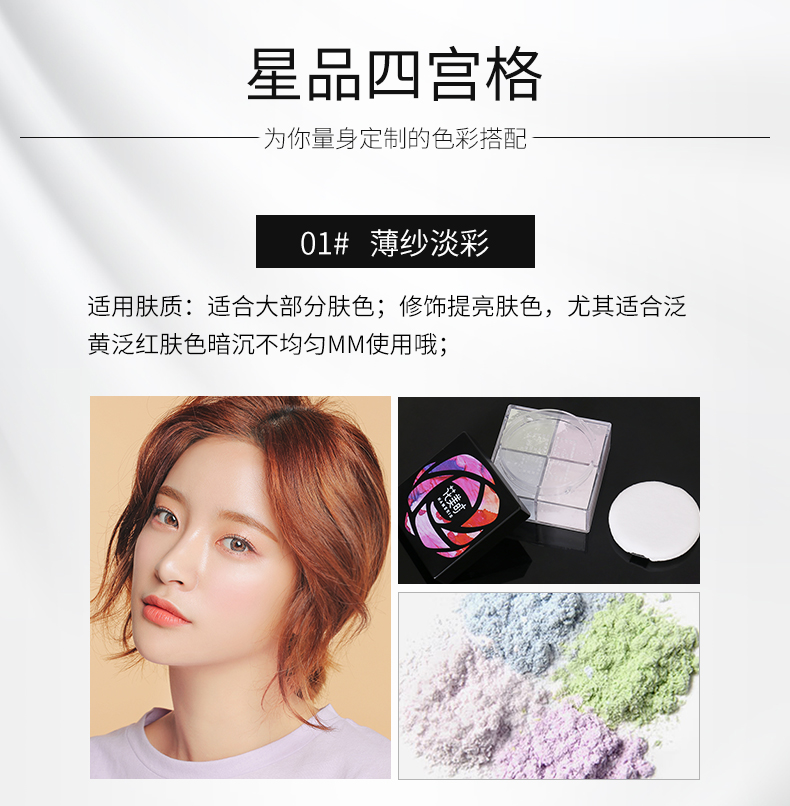 星品四宫格
为你量身定制的色彩搭配
01# 薄纱淡彩
适用肤质：适合大部分肤色；修饰提亮肤色，尤其适合泛
黄泛红肤色暗沉不均匀MM使用哦；
花美时